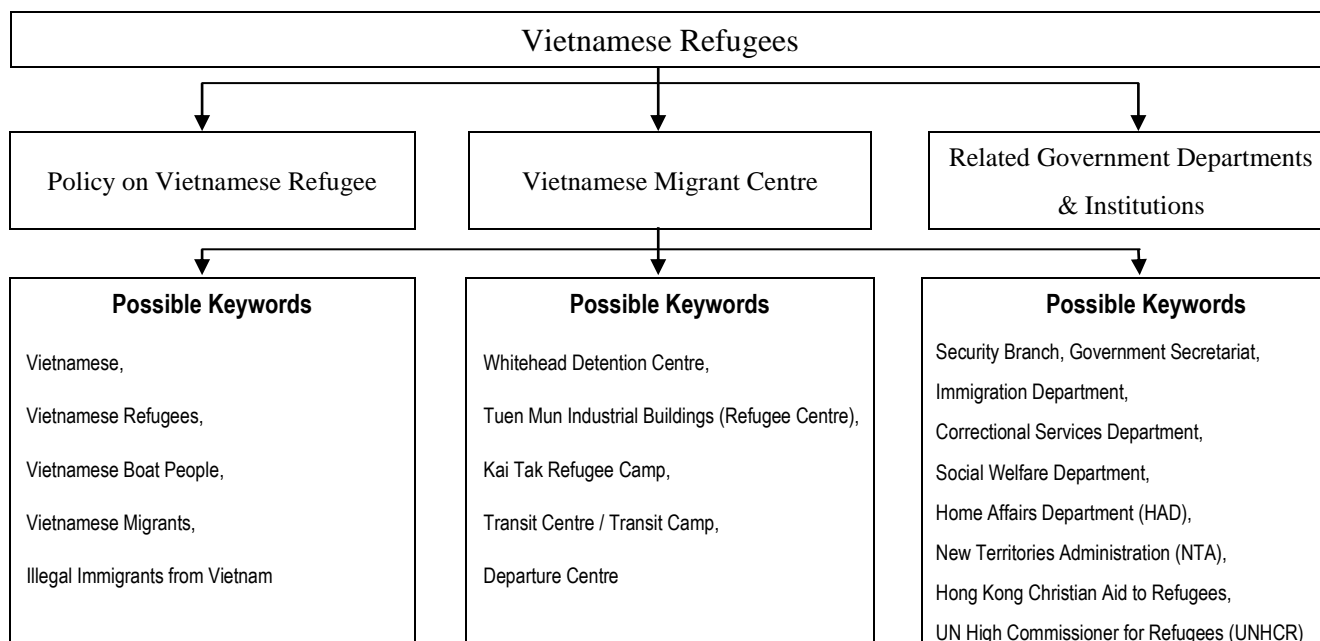 Vietnamese Refugees
Policy on Vietnamese Refugee
Vietnamese Migrant Centre
Related Government Departments
& Institutions
Possible Keywords
Vietnamese,
Vietnamese Refugees,
Vietnamese Boat People,
Vietnamese Migrants,
Illegal Immigrants from Vietnam
Possible Keywords
Whitehead Detention Centre,
Tuen Mun Industrial Buildings (Refugee Centre),
Kai Tak Refugee Camp,
Transit Centre / Transit Camp,
Departure Centre
Possible Keywords
Security Branch, Government Secretariat,
Immigration Department,
Correctional Services Department,
Social Welfare Department,
Home Affairs Department (HAD),
New Territories Administration (NTA),
Hong Kong Christian Aid to Refugees,
UN High Commissioner for Refugees (UNHCR)